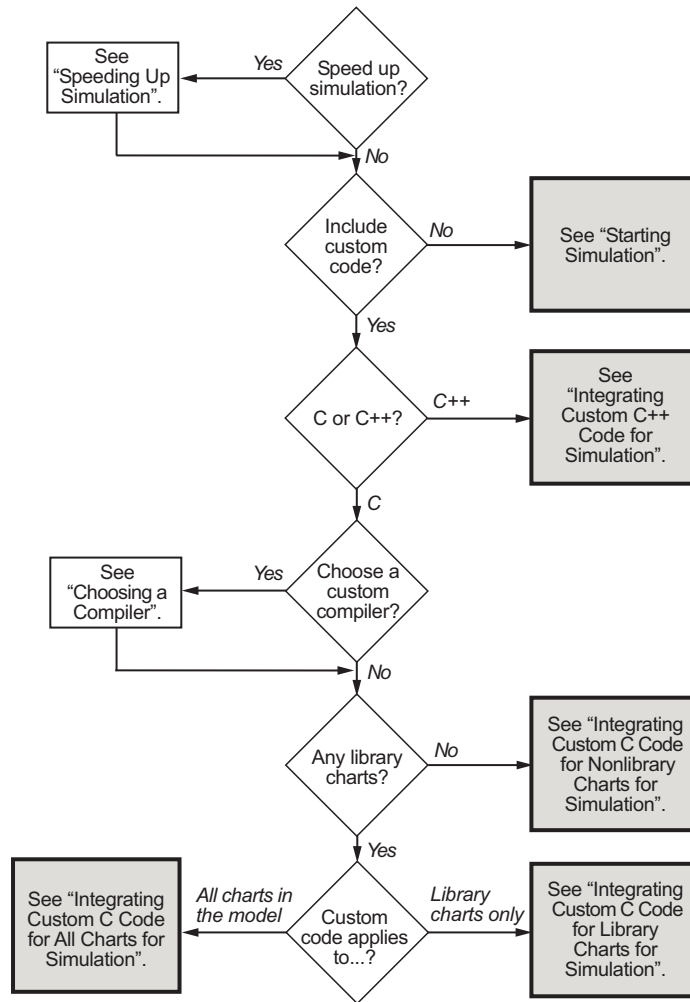 See
“Speeding Up
Simulation”.
Yes
Speed up
simulation?
No
Include
custom
code?
No
See “Starting
Simulation”.
Yes
C or C++?
C++
See
“Integrating
Custom C++
Code for
Simulation”.
C
See
“Choosing a
Compiler”.
Yes
Choose a
custom
compiler?
No
Any library
charts?
No
See “Integrating
Custom C Code
for Nonlibrary
Charts for
Simulation”.
Yes
See “Integrating
Custom C Code
for All Charts for
Simulation”.
All charts in
the model
Custom
code applies
to...?
Library
charts only
See “Integrating
Custom C Code
for Library
Charts for
Simulation”.